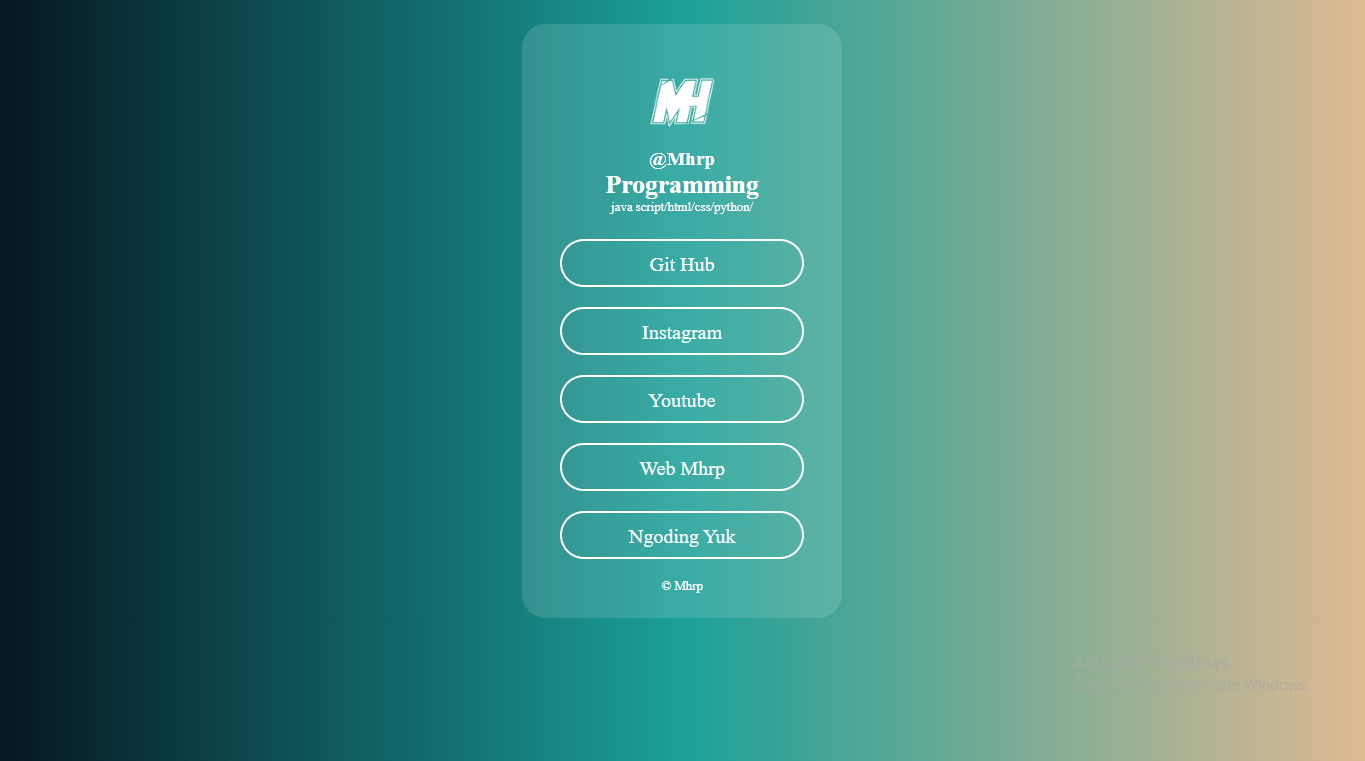 MH
@Mhrp
Programming
java script/html/css/python/
Git Hub
Instagram
Youtube
Web Mhrp
Ngoding Yuk
© Mhrp
Activate Windows
Go to Settings to activate Windows.